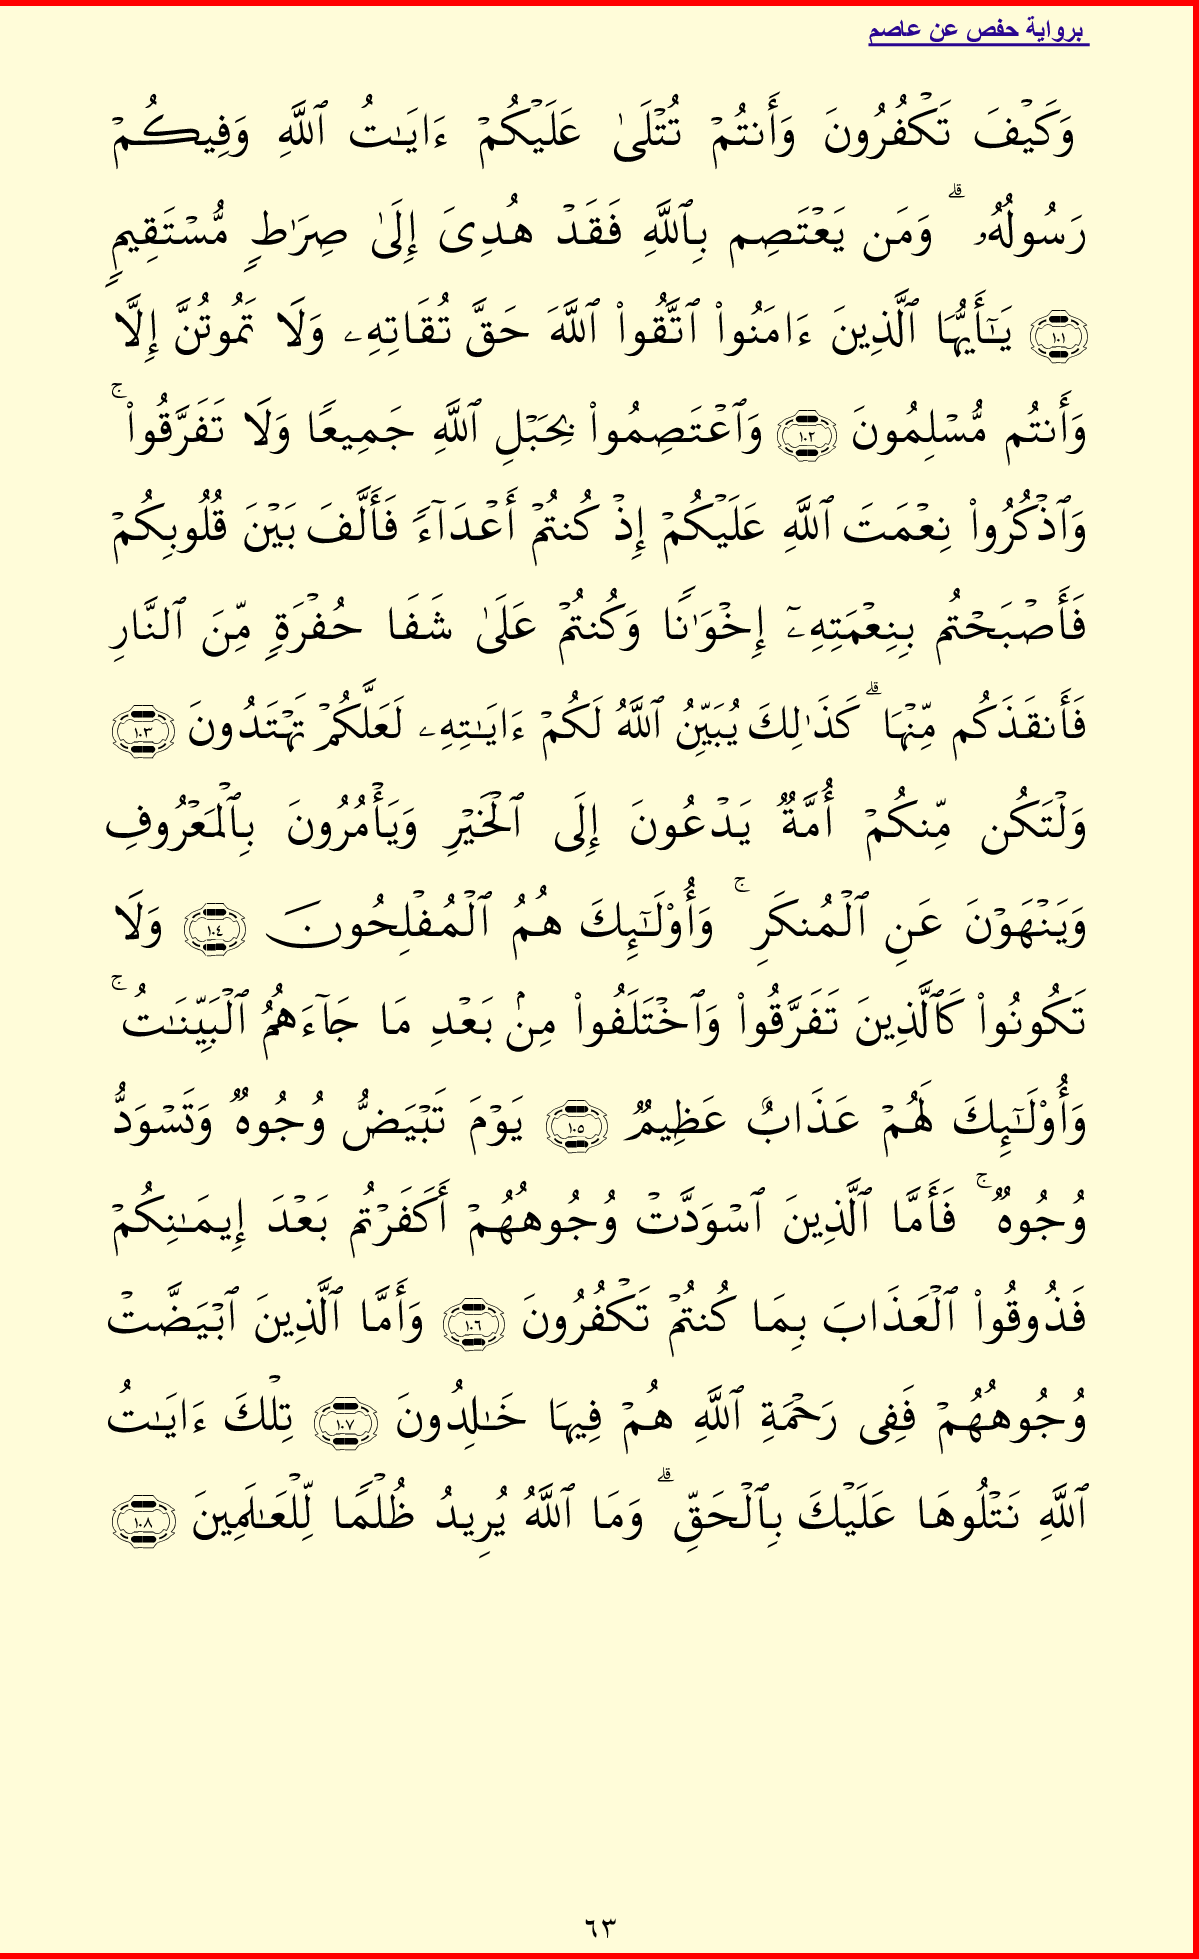 برواية حفص عن عاصم
وَكَيۡفَ تَكۡفُرُونَ وَأَنتُمۡ تُتۡلَىٰ عَلَيۡكُمۡ ءَايَـٰتُ ٱللَّهِ وَفِيكُمۡ
رَسُولُهُۥ ۗ وَمَن يَعۡتَصِم بِٱللَّهِ فَقَدۡ هُدِىَ إِلَىٰ صِرَٰطٍ مُّسۡتَقِيمٍ
١٠١ يَـٰٓأَيُّهَا ٱلَّذِينَ ءَامَنُوا۟ ٱتَّقُوا۟ ٱللَّهَ حَقَّ تُقَاتِهِۦ وَلَا تَمُوتُنَّ إِلَّا
وَأَنتُم مُّسۡلِمُونَ ١٠٢ وَٱعۡتَصِمُوا۟ بِحَبۡلِ ٱللَّهِ جَمِيعًا وَلَا تَفَرَّقُوا۟ ۚ
وَٱذۡكُرُوا۟ نِعۡمَتَ ٱللَّهِ عَلَيۡكُمۡ إِذۡ كُنتُمۡ أَعۡدَآءً فَأَلَّفَ بَيۡنَ قُلُوبِكُمۡ
فَأَصۡبَحۡتُم بِنِعۡمَتِهِۦٓ إِخۡوَٰنًا وَكُنتُمۡ عَلَىٰ شَفَا حُفۡرَةٍ مِّنَ ٱلنَّارِ
فَأَنقَذَكُم مِّنۡهَا ۗ كَذَٰلِكَ يُبَيِّنُ ٱللَّهُ لَكُمۡ ءَايَـٰتِهِۦ لَعَلَّكُمۡ تَهۡتَدُونَ ١٠٣
وَلۡتَكُن مِّنكُمۡ أُمَّةٌ يَدۡعُونَ إِلَى ٱلۡخَيۡرِ وَيَأۡمُرُونَ بِٱلۡمَعۡرُوفِ
وَيَنۡهَوۡنَ عَنِ ٱلۡمُنكَرِ ۚ وَأُو۟لَـٰٓئِكَ هُمُ ٱلۡمُفۡلِحُونَ ١٠٤ وَلَا
تَكُونُوا۟ كَٱلَّذِينَ تَفَرَّقُوا۟ وَٱخۡتَلَفُوا۟ مِنۢ بَعۡدِ مَا جَآءَهُمُ ٱلۡبَيِّنَـٰتُ ۚ
وَأُو۟لَـٰٓئِكَ لَهُمۡ عَذَابٌ عَظِيمٌ ١٠٥ يَوۡمَ تَبۡيَضُّ وُجُوهٌ وَتَسۡوَدُّ
وُجُوهٌ ۚ فَأَمَّا ٱلَّذِينَ ٱسۡوَدَّتۡ وُجُوهُهُمۡ أَكَفَرۡتُم بَعۡدَ إِيمَـٰنِكُمۡ
فَذُوقُوا۟ ٱلۡعَذَابَ بِمَا كُنتُمۡ تَكۡفُرُونَ ١٠٦ وَأَمَّا ٱلَّذِينَ ٱبۡيَضَّتۡ
وُجُوهُهُمۡ فَفِى رَحۡمَةِ ٱللَّهِ هُمۡ فِيهَا خَـٰلِدُونَ ١٠٧ تِلۡكَ ءَايَـٰتُ
ٱللَّهِ نَتۡلُوهَا عَلَيۡكَ بِٱلۡحَقِّ ۗ وَمَا ٱللَّهُ يُرِيدُ ظُلۡمًا لِّلۡعَـٰلَمِينَ ١٠٨
٦٣